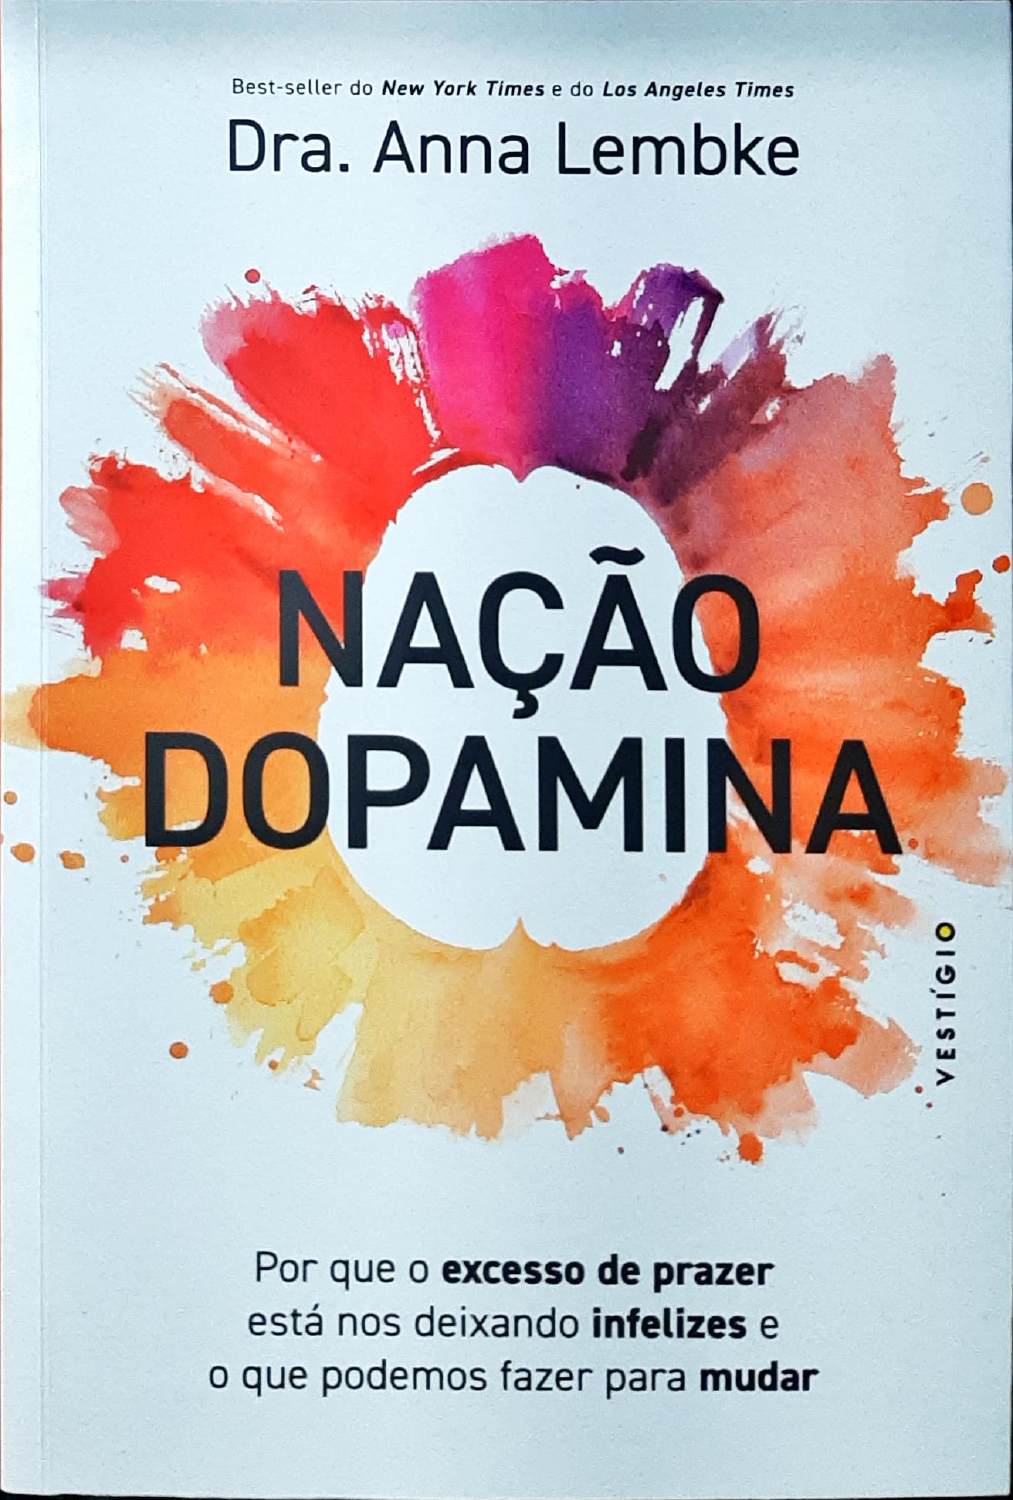 Best-seller do New York Times e do Los Angeles Times
Dra. Anna Lembke
NAÇÃO
DOPAMINA
VESTÍGIO
Por que o excesso de prazer
está nos deixando infelizes e
o que podemos fazer para mudar